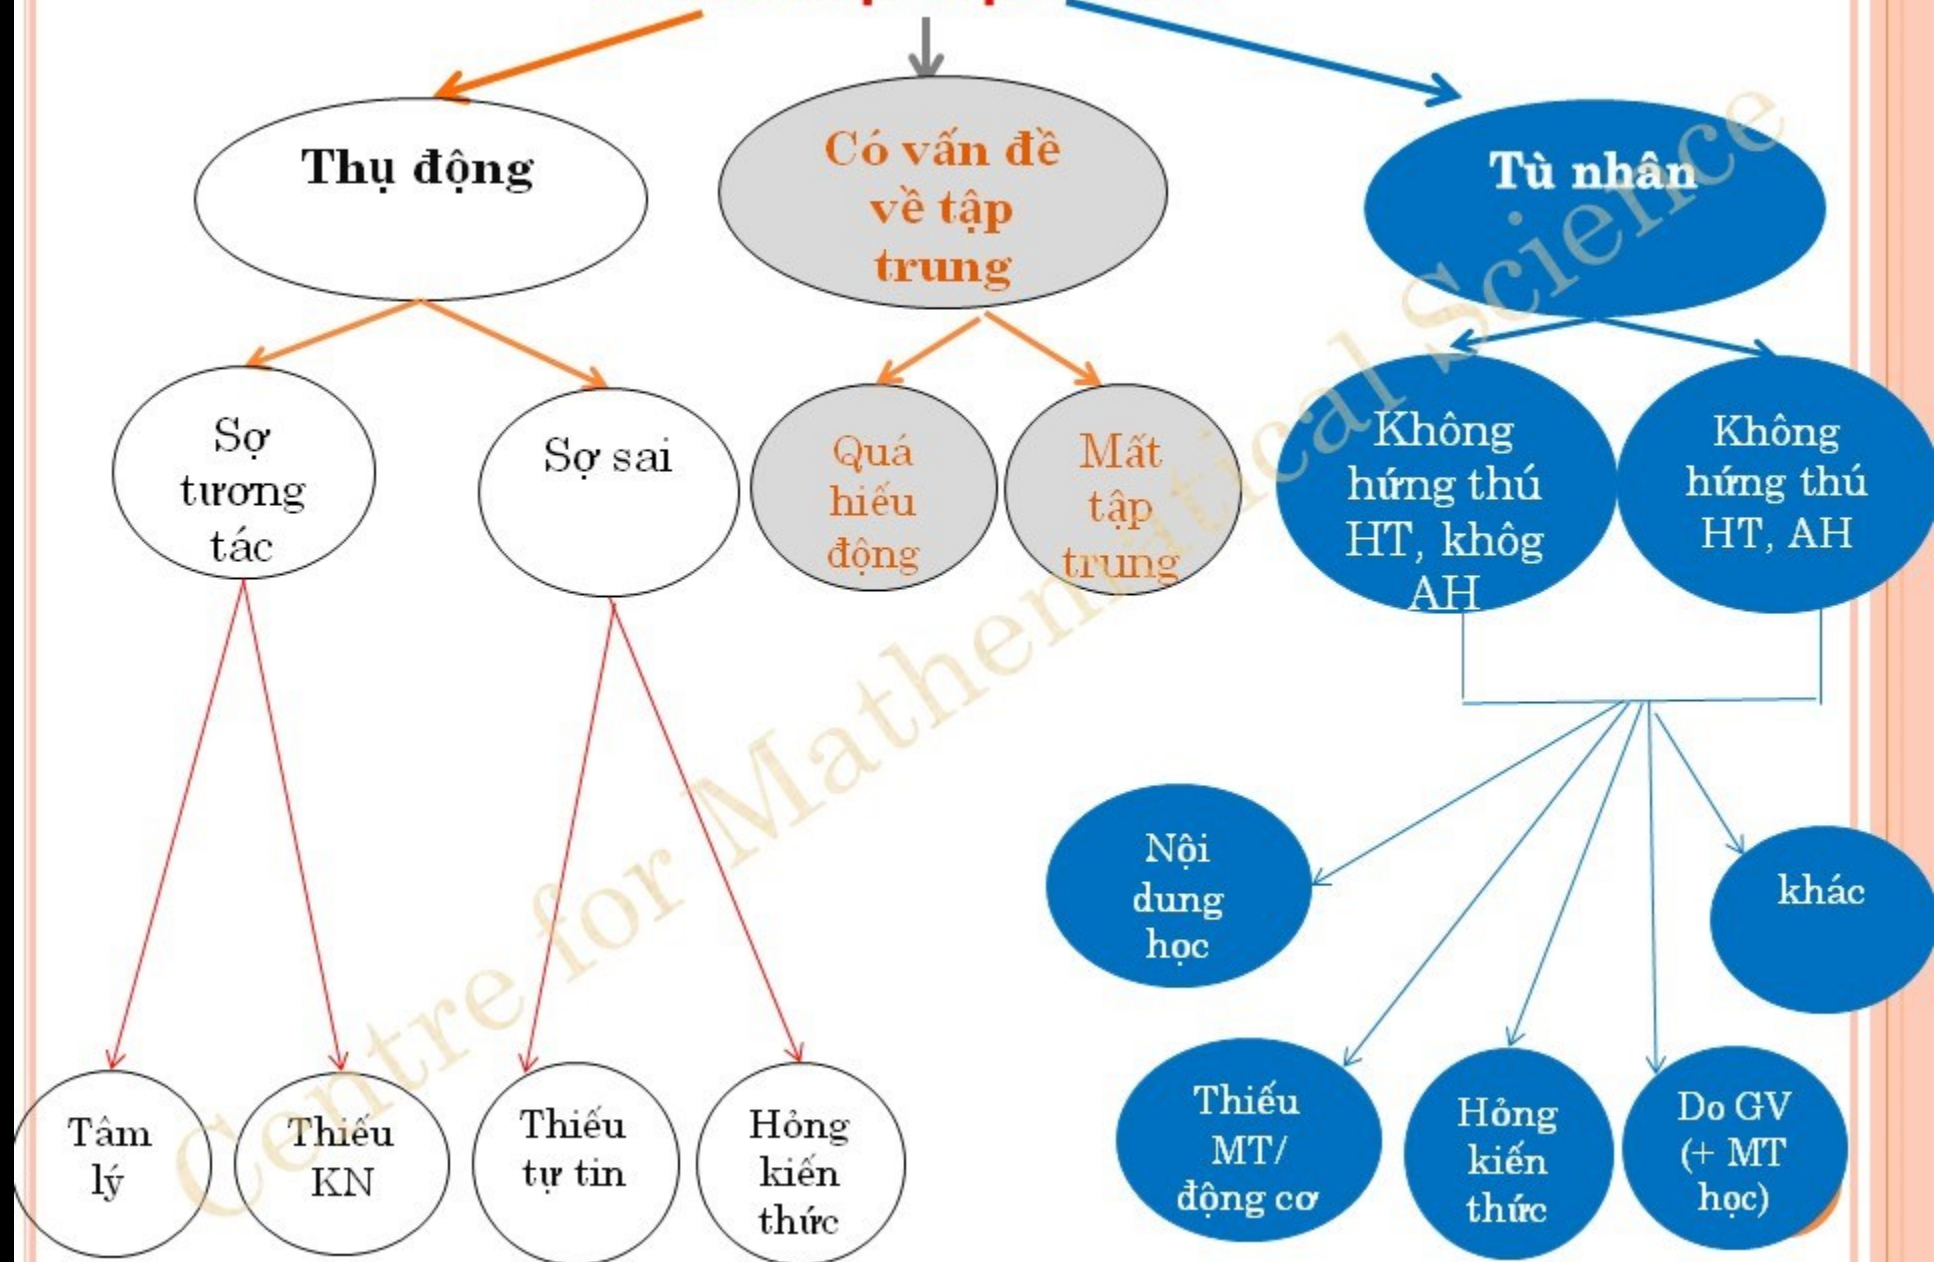 Thụ động
Có vấn đề
về tập
trung
Tù nhân
Sợ
tương
tác
Sợ sai
Quá
hiếu
động
Mất
tập
trung
Không
hứng thú
HT, khôg
AH
Không
hứng thú
HT, AH
Nội
dung
học
khác
Tâm
lý
Thiếu
KN
Thiếu
tự tin
Hỏng
kiến
thức
Thiếu
MT/
động cơ
Hỏng
kiến
thức
Do GV
(+ MT
học)
Centre for Mathematical Science